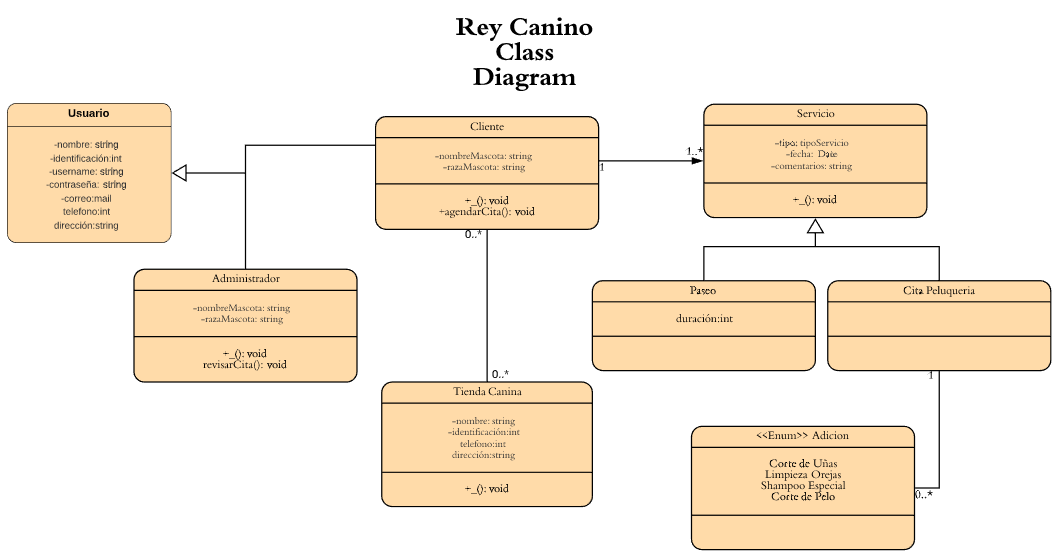 Rey Canino
Class
Diagram
Usuario
-nombre: string
-identificación:int
-username: string
-contraseña: string
-correo:mail
telefono:int
dirección:string
Cliente
-nombreMascota: string
-razaMascota: string
+_(): void
+agendarCita(): void
1
1..*
Servicio
-tipo: tipoServicio
-fecha: Date
-comentarios: string
+_(): void
0..*
Administrador
-nombreMascota: string
-razaMascota: string
+_(): void
revisarCita(): void
Paseo
duración:int
Cita Peluqueria
1
0..*
Tienda Canina
-nombre: string
-identificación:int
telefono:int
dirección:string
+_(): void
<<Enum>> Adicion
Corte de Uñas
Limpieza Orejas
Shampoo Especial
Corte de Pelo
0..*